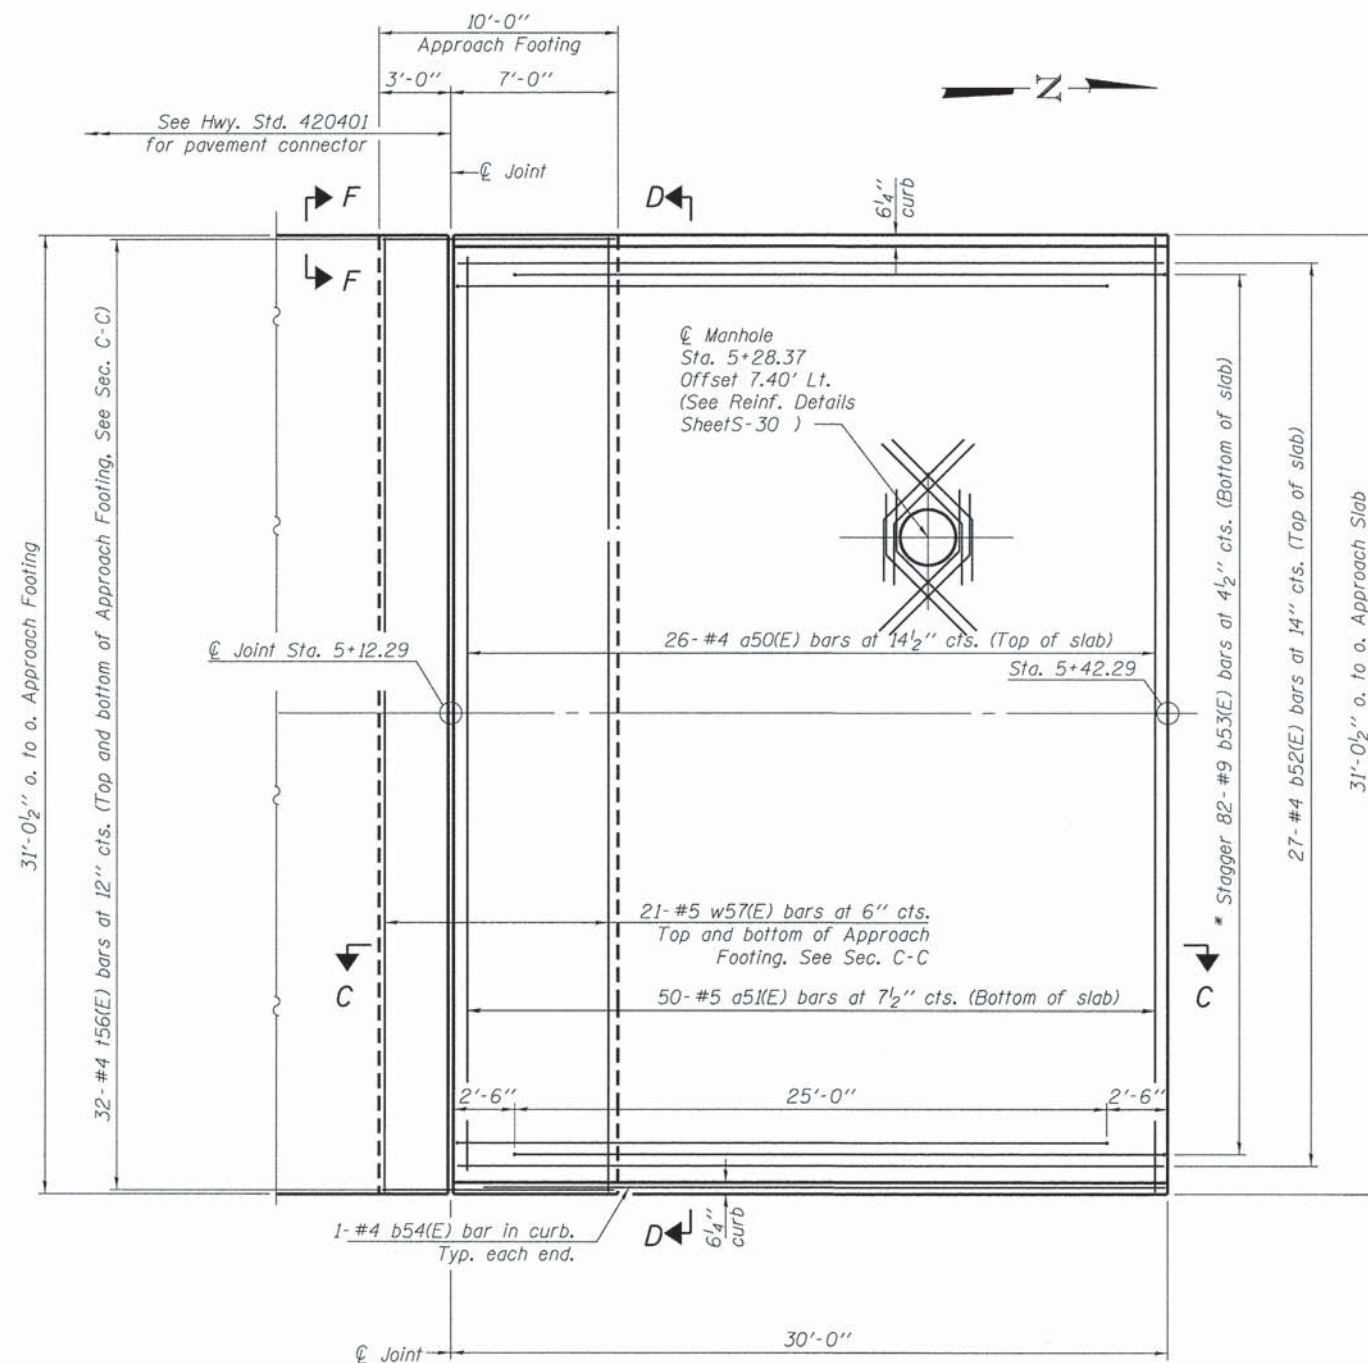 10'-0"
Approach Footing
3'-0"
7'-0"
N
See Hwy. Std. 420401
for pavement connector
℄ Joint
F
D
6¼"
curb
F
℄ Manhole
Sta. 5+28.37
Offset 7.40' Lt.
(See Reinf. Details
SheetS-30 )
31'-0½" o. to o. Approach Footing
32-#4 t56(E) bars at 12" cts. (Top and bottom of Approach Footing. See Sec. C-C)
26-#4 a50(E) bars at 14½" cts. (Top of slab)
℄ Joint Sta. 5+12.29
Sta. 5+42.29
* Stagger 82-#9 b53(E) bars at 4½" cts. (Bottom of slab)
27-#4 b52(E) bars at 14" cts. (Top of slab)
31'-0½" o. to o. Approach Slab
21-#5 w57(E) bars at 6" cts.
Top and bottom of Approach
Footing. See Sec. C-C
C
C
50-#5 a51(E) bars at 7½" cts. (Bottom of slab)
2'-6"
25'-0"
2'-6"
1-#4 b54(E) bar in curb.
Typ. each end.
D
6¼"
curb
30'-0"
℄ Joint